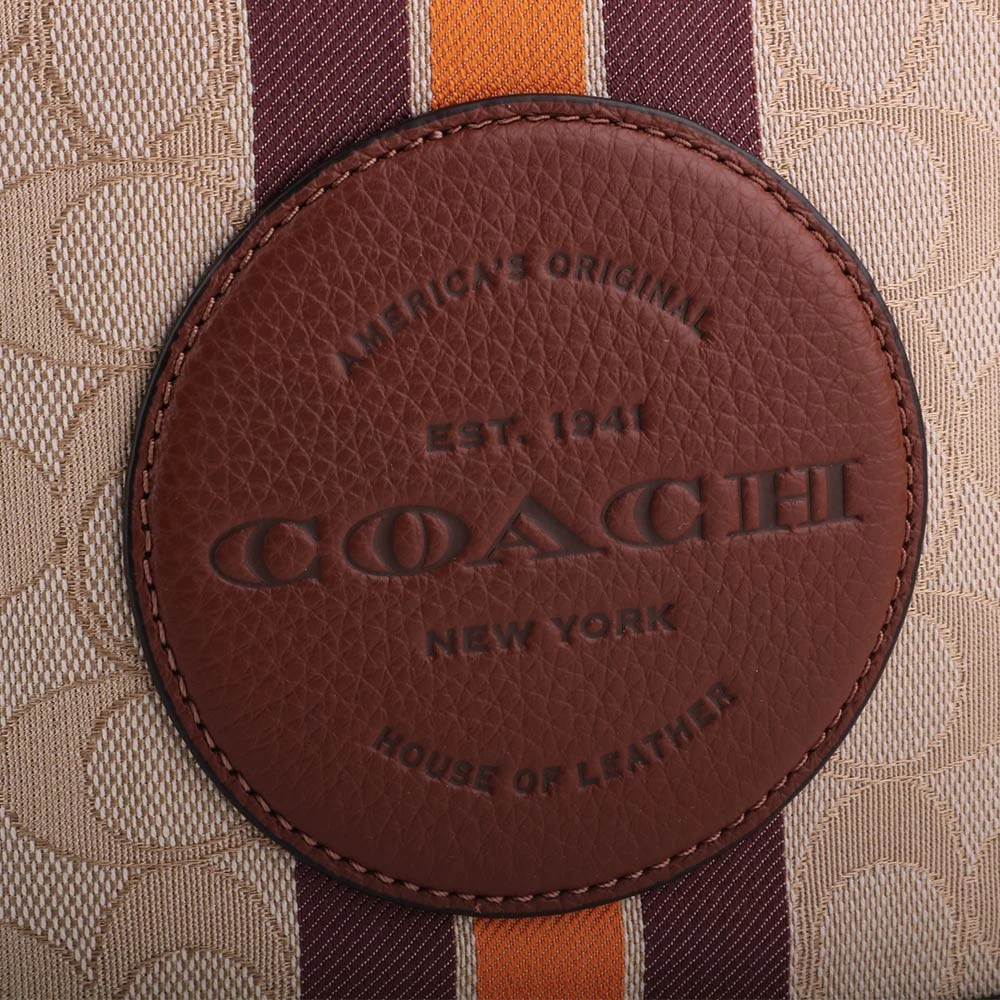 AMERICA'S ORIGINAL
EST. 1941
COACH
NEW YORK
HOUSE OF LEATHER